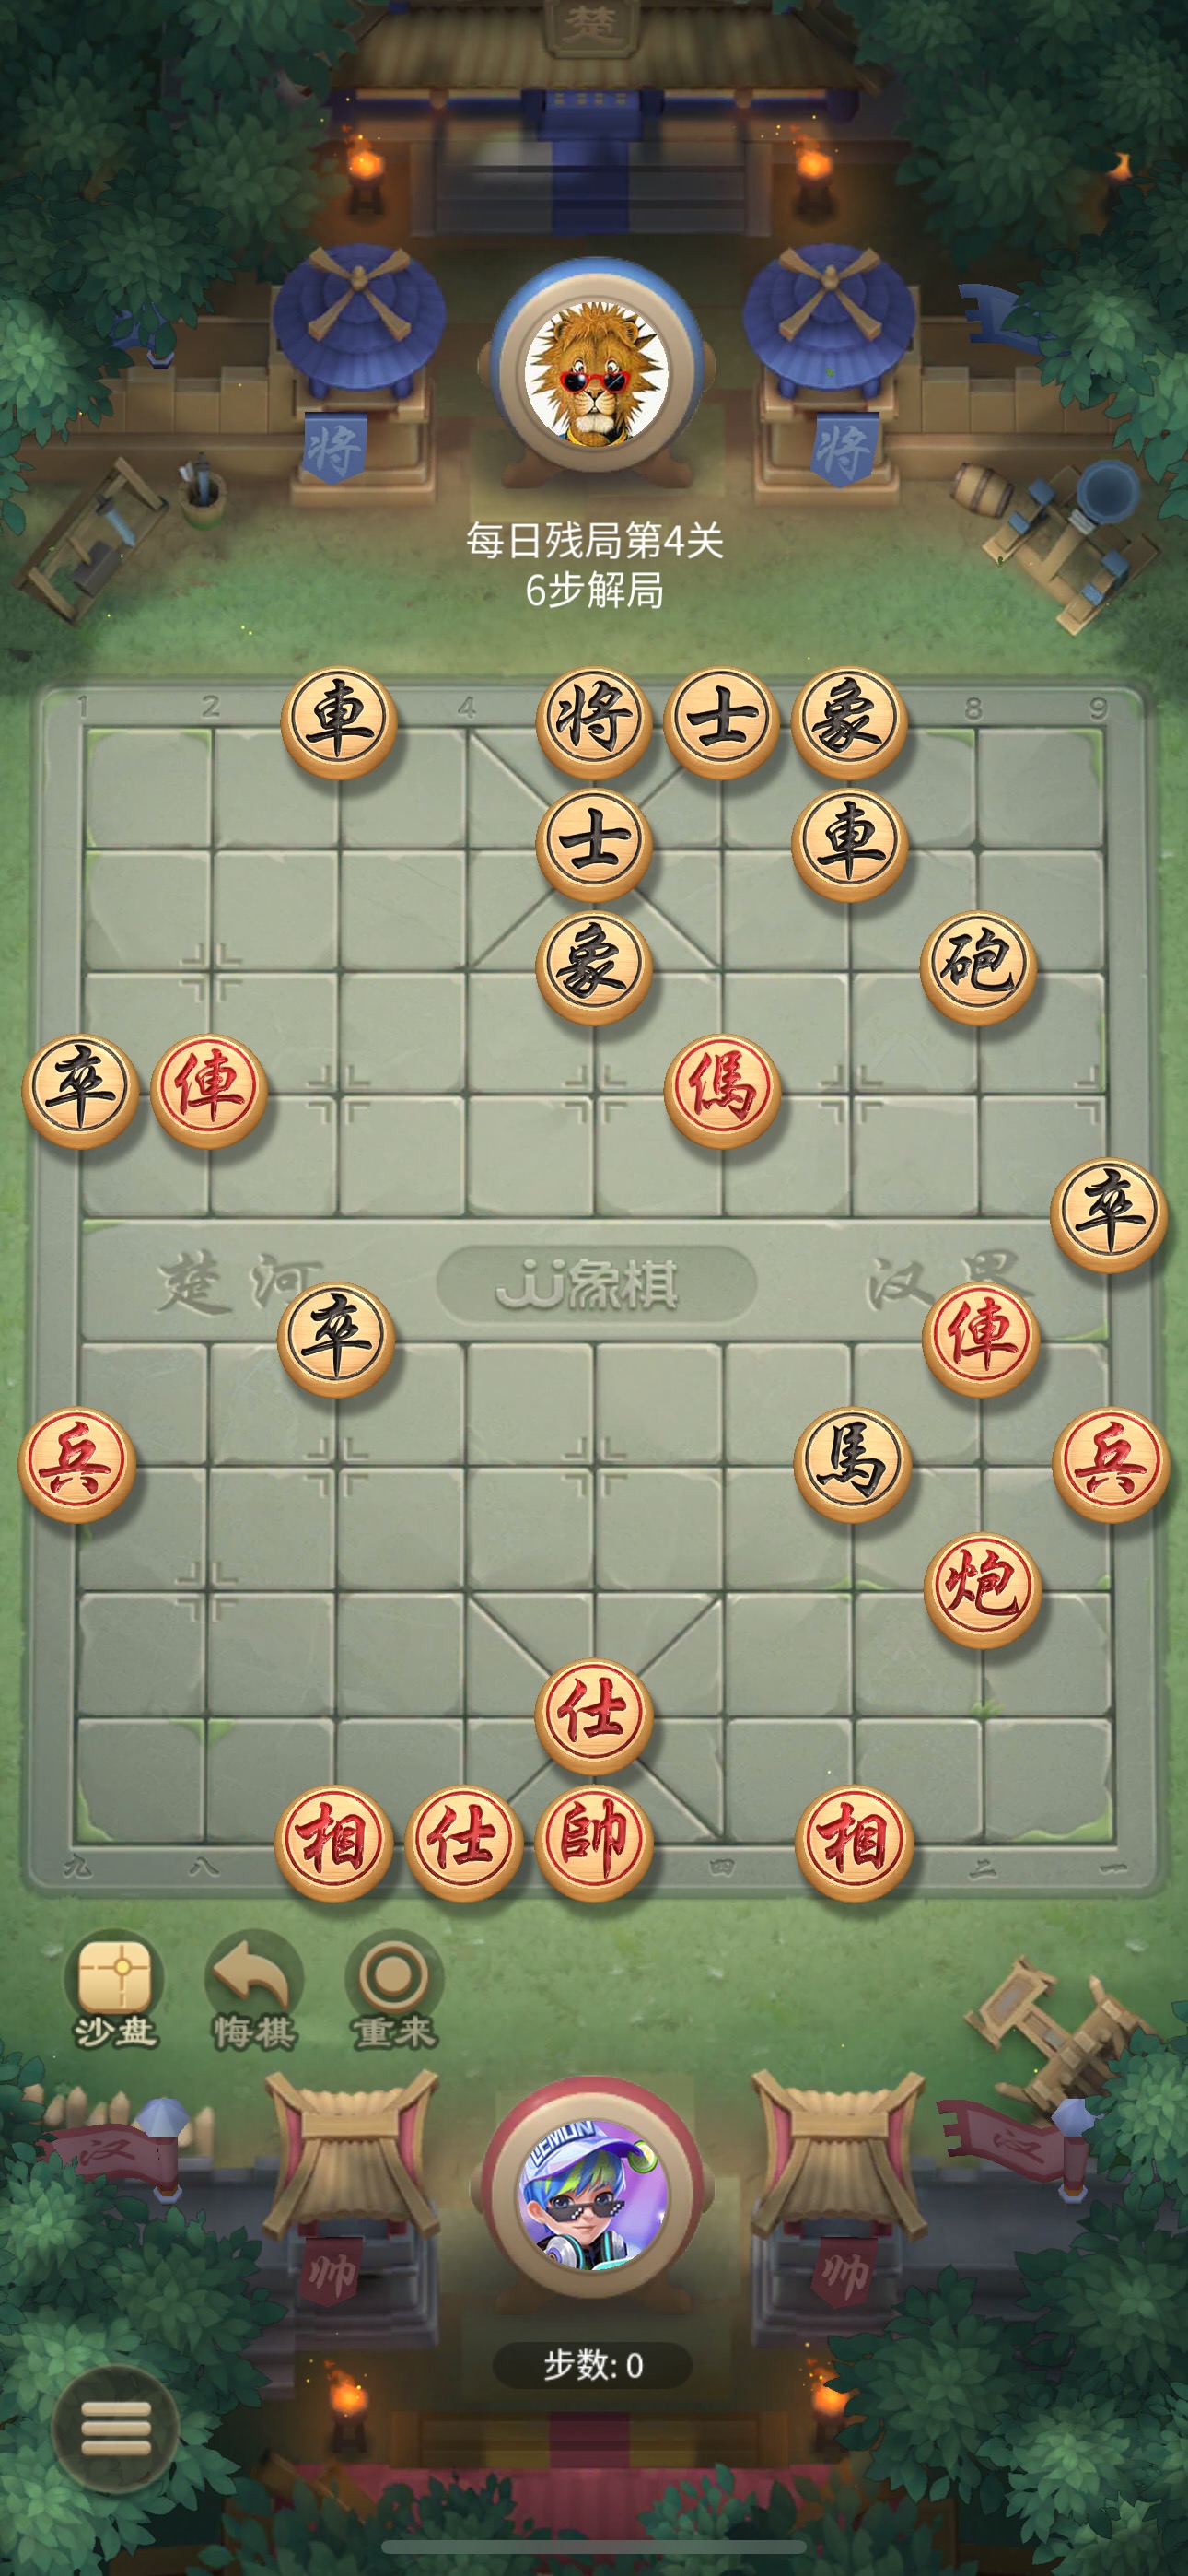 楚
将 将
每日残局第4关
6步解局
1 2 4 8 9
車 将 士 象
士 車
象 砲
卒 俥 傌
卒
楚河 JJ象棋 汉界
卒 俥
兵 馬 兵
炮
仕
相 仕 帥 相
九 八 四 二 一
沙盘 悔棋 重来
汉 汉
LEMON
帅 帅
步数: 0